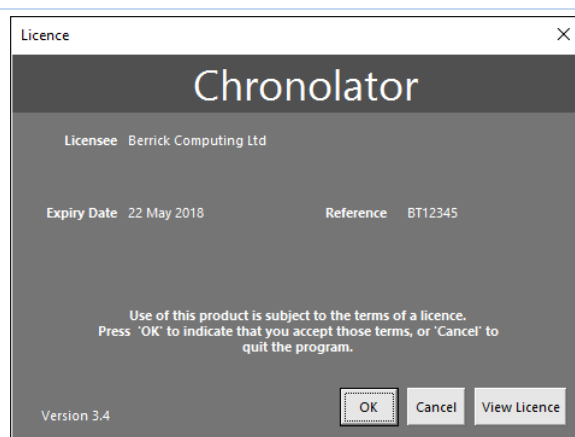 Licence
Chronolator
Licensee Berrick Computing Ltd
Expiry Date 22 May 2018 Reference BT12345
Use of this product is subject to the terms of a licence.
Press 'OK' to indicate that you accept those terms, or 'Cancel' to
quit the program.
OK Cancel View Licence
Version 3.4